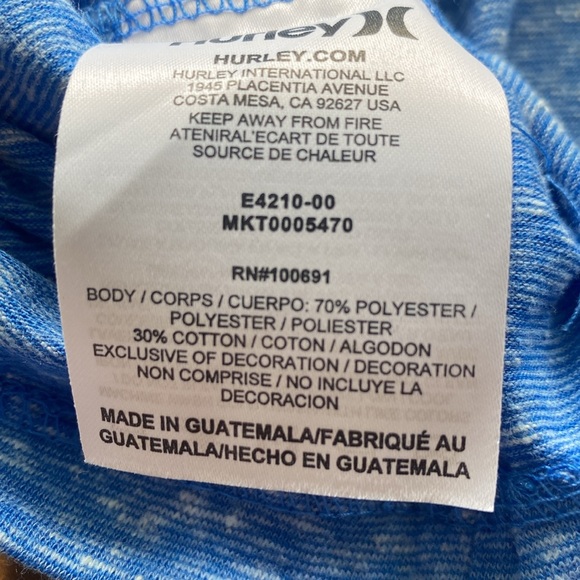 Hurley
HURLEY.COM
HURLEY INTERNATIONAL LLC
1945 PLACENTIA AVENUE
COSTA MESA, CA 92627 USA
KEEP AWAY FROM FIRE
ATENIRAL'ECART DE TOUTE
SOURCE DE CHALEUR
E4210-00
MKT0005470
RN#100691
BODY / CORPS / CUERPO: 70% POLYESTER /
POLYESTER / POLIESTER
30% COTTON / COTON / ALGODON
EXCLUSIVE OF DECORATION / DECORATION
NON COMPRISE / NO INCLUYE LA
DECORACION
MADE IN GUATEMALA/FABRIQUÉ AU
GUATEMALA/HECHO EN GUATEMALA